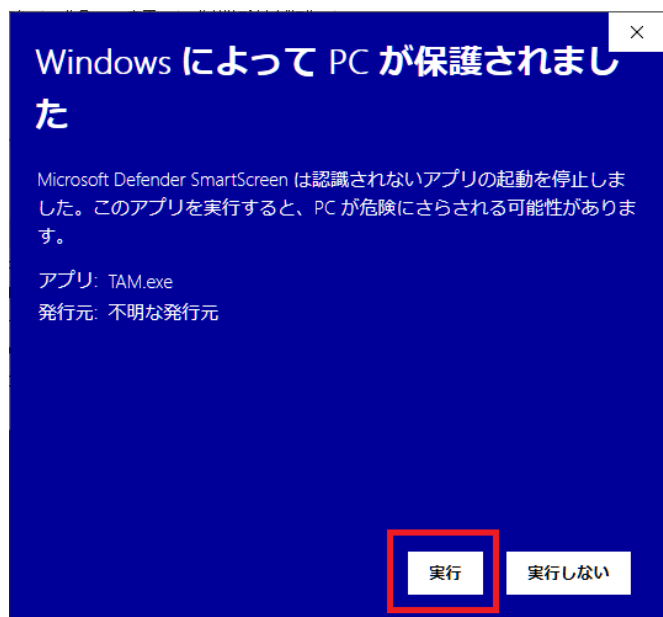 Windows によって PC が保護されまし
た
Microsoft Defender SmartScreen は認識されないアプリの起動を停止しま
した。このアプリを実行すると、PC が危険にさらされる可能性がありま
す。
アプリ: TAM.exe
発行元: 不明な発行元
実行
実行しない